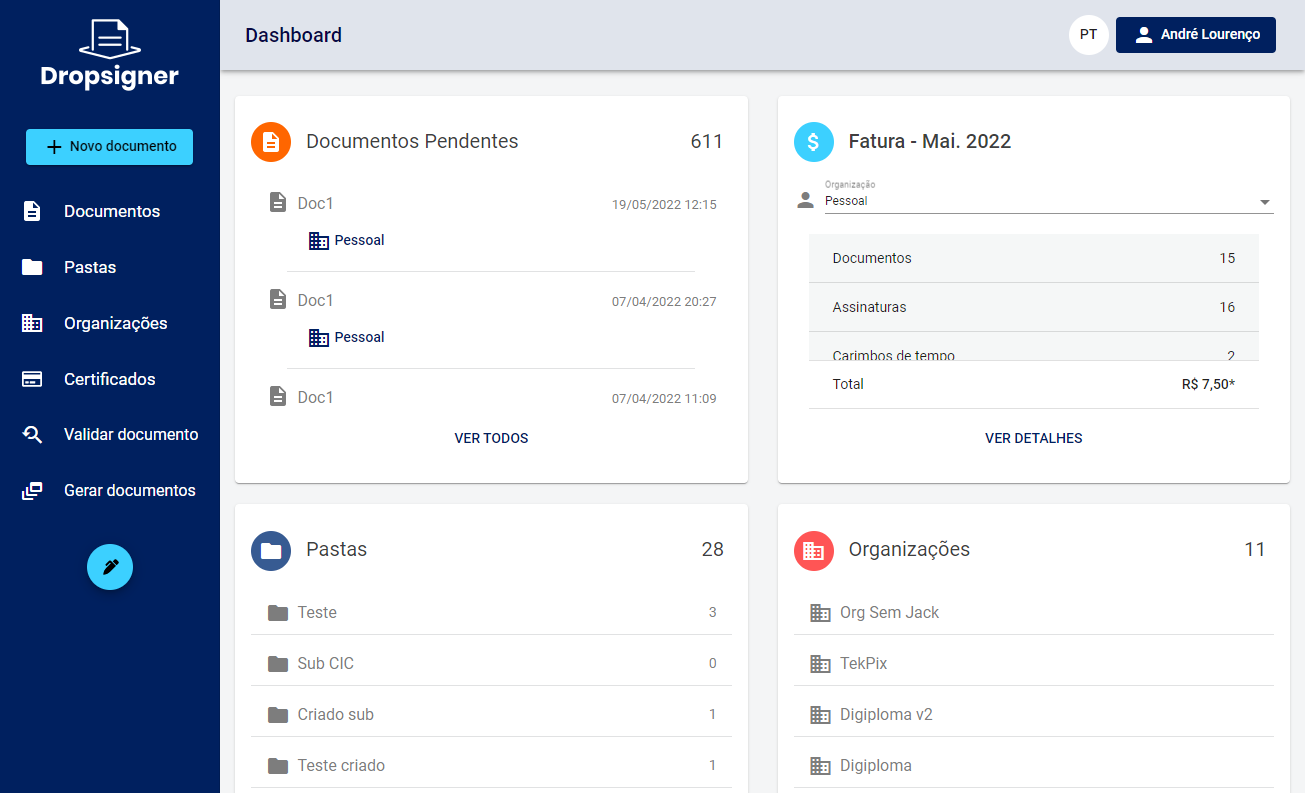 Dropsigner
Novo documento
Documentos
Pastas
Organizações
Certificados
Validar documento
Gerar documentos
Dashboard
PT
André Lourenço
Documentos Pendentes 611
Doc1 19/05/2022 12:15
Pessoal
Doc1 07/04/2022 20:27
Pessoal
Doc1 07/04/2022 11:09
VER TODOS
$ Fatura - Mai. 2022
Organização
Pessoal
Documentos 15
Assinaturas 16
Carimbos de tempo 2
Total R$ 7,50*
VER DETALHES
Pastas 28
Teste 3
Sub CIC 0
Criado sub 1
Teste criado 1
Organizações 11
Org Sem Jack
TekPix
Digiploma v2
Digiploma